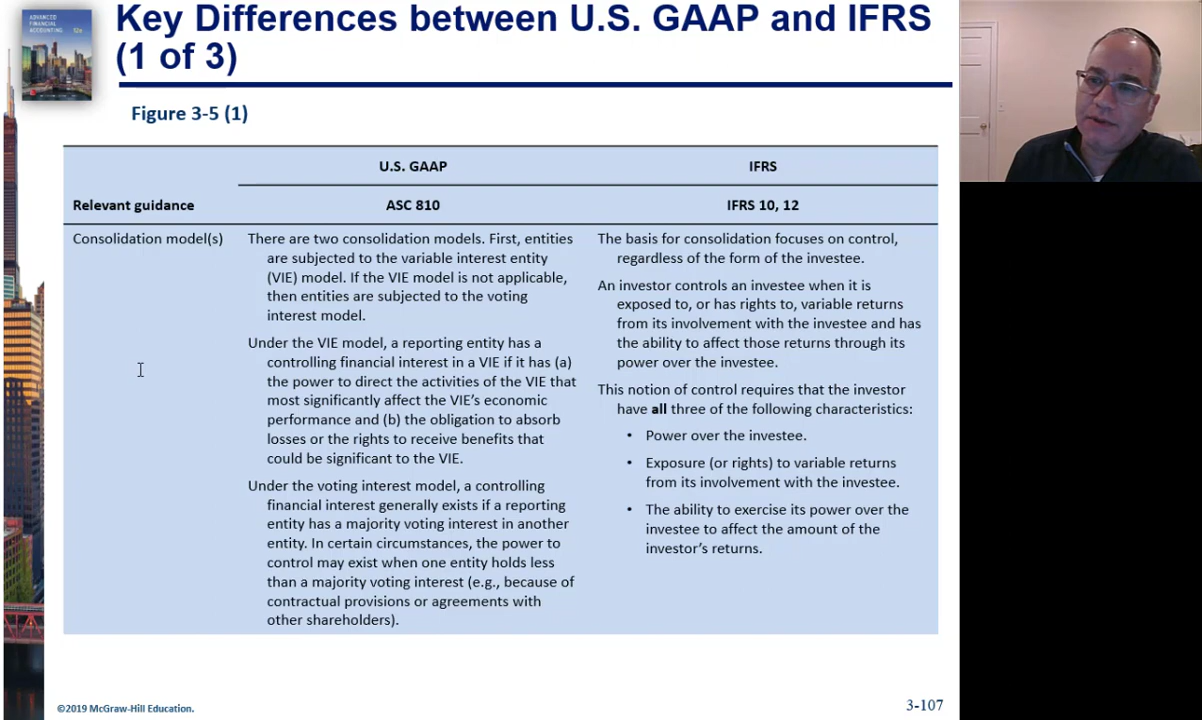 ADVANCED
FINANCIAL
ACCOUNTING 12e
Key Differences between U.S. GAAP and IFRS
(1 of 3)
Figure 3-5 (1)
U.S. GAAP IFRS
Relevant guidance ASC 810 IFRS 10, 12
Consolidation model(s)
There are two consolidation models. First, entities
are subjected to the variable interest entity
(VIE) model. If the VIE model is not applicable,
then entities are subjected to the voting
interest model.
Under the VIE model, a reporting entity has a
controlling financial interest in a VIE if it has (a)
the power to direct the activities of the VIE that
most significantly affect the VIE’s economic
performance and (b) the obligation to absorb
losses or the rights to receive benefits that
could be significant to the VIE.
Under the voting interest model, a controlling
financial interest generally exists if a reporting
entity has a majority voting interest in another
entity. In certain circumstances, the power to
control may exist when one entity holds less
than a majority voting interest (e.g., because of
contractual provisions or agreements with
other shareholders).
The basis for consolidation focuses on control,
regardless of the form of the investee.
An investor controls an investee when it is
exposed to, or has rights to, variable returns
from its involvement with the investee and has
the ability to affect those returns through its
power over the investee.
This notion of control requires that the investor
have all three of the following characteristics:
• Power over the investee.
• Exposure (or rights) to variable returns
from its involvement with the investee.
• The ability to exercise its power over the
investee to affect the amount of the
investor’s returns.
©2019 McGraw-Hill Education.
3-107